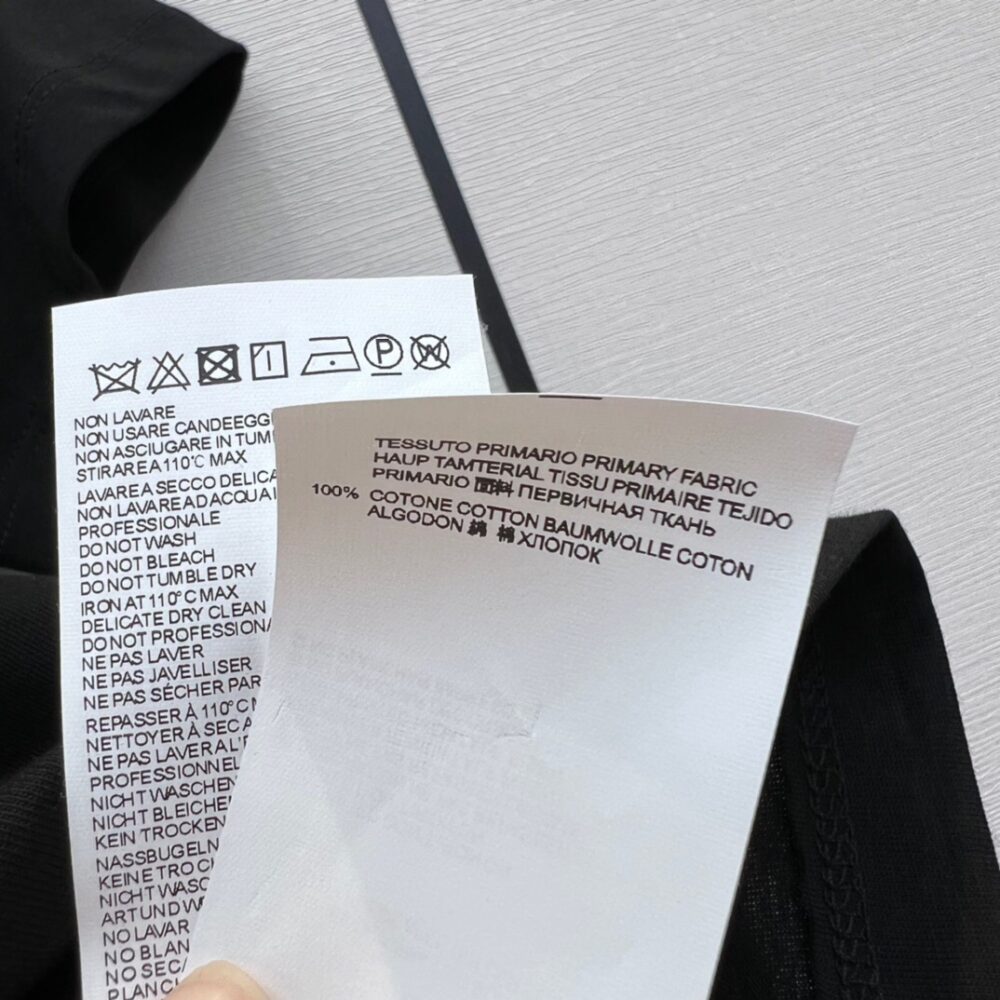 NON LAVARE
NON USARE CANDEEGG
NON ASCIUGARE IN TUM
STIRARE A 110°C MAX
LAVARE A SECCO DELICA
NON LAVARE AD ACQUA
PROFESSIONALE
DO NOT WASH
DO NOT BLEACH
DO NOT TUMBLE DRY
IRON AT 110°C MAX
DELICATE DRY CLEAN
DO NOT PROFESSIONA
NE PAS LAVER
NE PAS JAVELLISER
NE PAS SÉCHER PAR
REPASSER À 110°C M
NETTOYER À SEC A
NE PAS LAVER A L'
PROFESSIONNEL
NICHT WASCHEN
NICHT BLEICHE
KEIN TROCKEN
NASSBUGELN
KEINE TROC
NICHT WASC
ART UND W
NO LAVAR
NO BLAN
NO SECA
PLANC
TESSUTO PRIMARIO PRIMARY FABRIC
HAUP TAMTERIAL TISSU PRIMAIRE TEJIDO
PRIMARIO 面料 ПЕРВИЧНАЯ ТКАНЬ
100% COTONE COTTON BAUMWOLLE COTON
ALGODON 綿 棉 ХЛОПОК
P
W